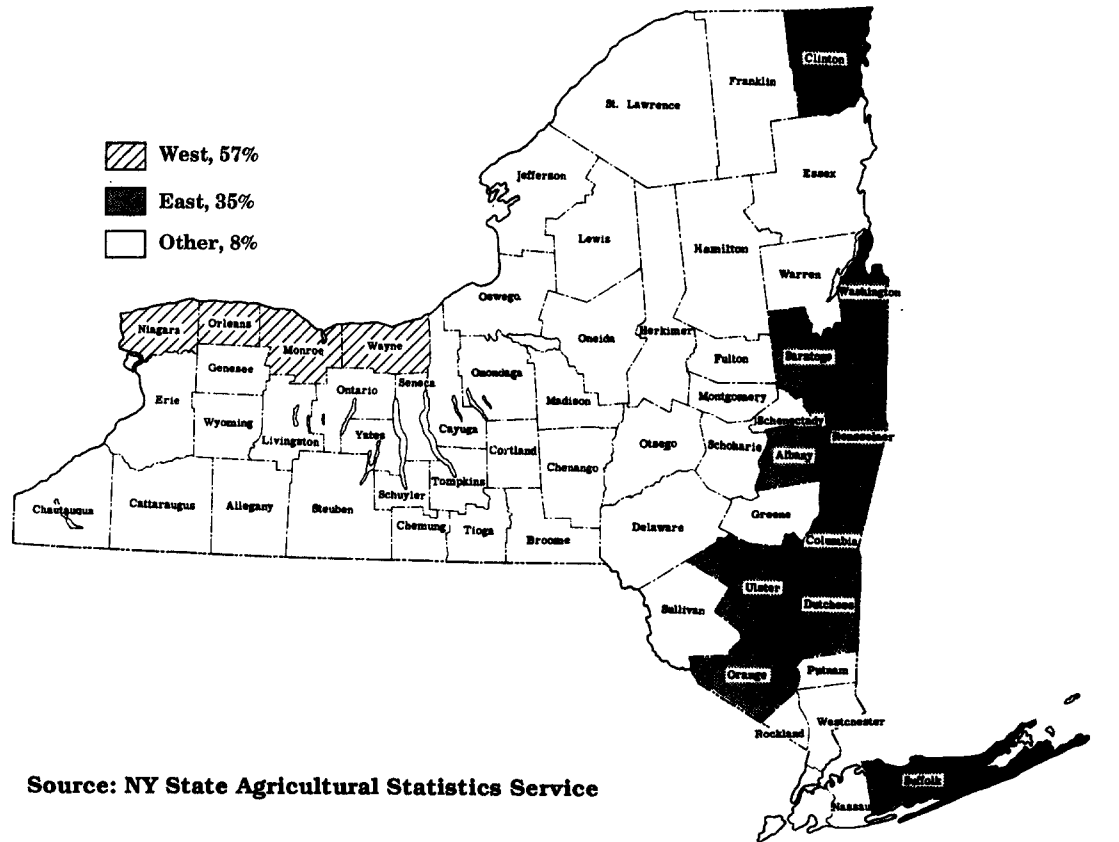 Clinton
Franklin
St. Lawrence
West, 57%
East, 35%
Other, 8%
Jefferson
Essex
Lewis
Hamilton
Warren
Washington
Oswego
Niagara
Orleans
Monroe
Wayne
Oneida
Herkimer
Saratoga
Fulton
Genesee
Ontario
Seneca
Onondaga
Erie
Madison
Montgomery
Wyoming
Livingston
Yates
Cayuga
Schenectady
Otsego
Schoharie
Albany
Rensselaer
Cortland
Chenango
Tompkins
Schuyler
Chautauqua
Cattaraugus
Allegany
Steuben
Chemung
Tioga
Broome
Delaware
Greene
Columbia
Ulster
Dutchess
Sullivan
Orange
Putnam
Rockland
Westchester
Source: NY State Agricultural Statistics Service
Suffolk
Nassau